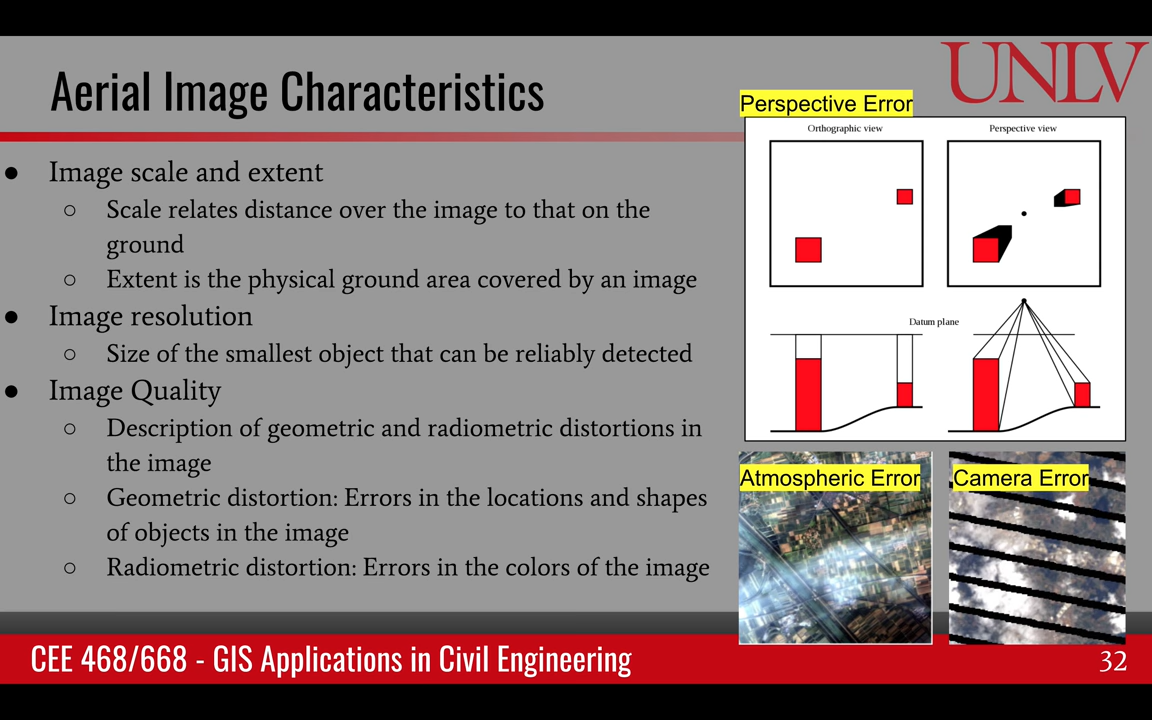 Aerial Image Characteristics
UNLV
● Image scale and extent
○ Scale relates distance over the image to that on the
ground
○ Extent is the physical ground area covered by an image
● Image resolution
○ Size of the smallest object that can be reliably detected
● Image Quality
○ Description of geometric and radiometric distortions in
the image
○ Geometric distortion: Errors in the locations and shapes
of objects in the image
○ Radiometric distortion: Errors in the colors of the image
Perspective Error
Orthographic view
Perspective view
Datum plane
Atmospheric Error
Camera Error
CEE 468/668 - GIS Applications in Civil Engineering
32